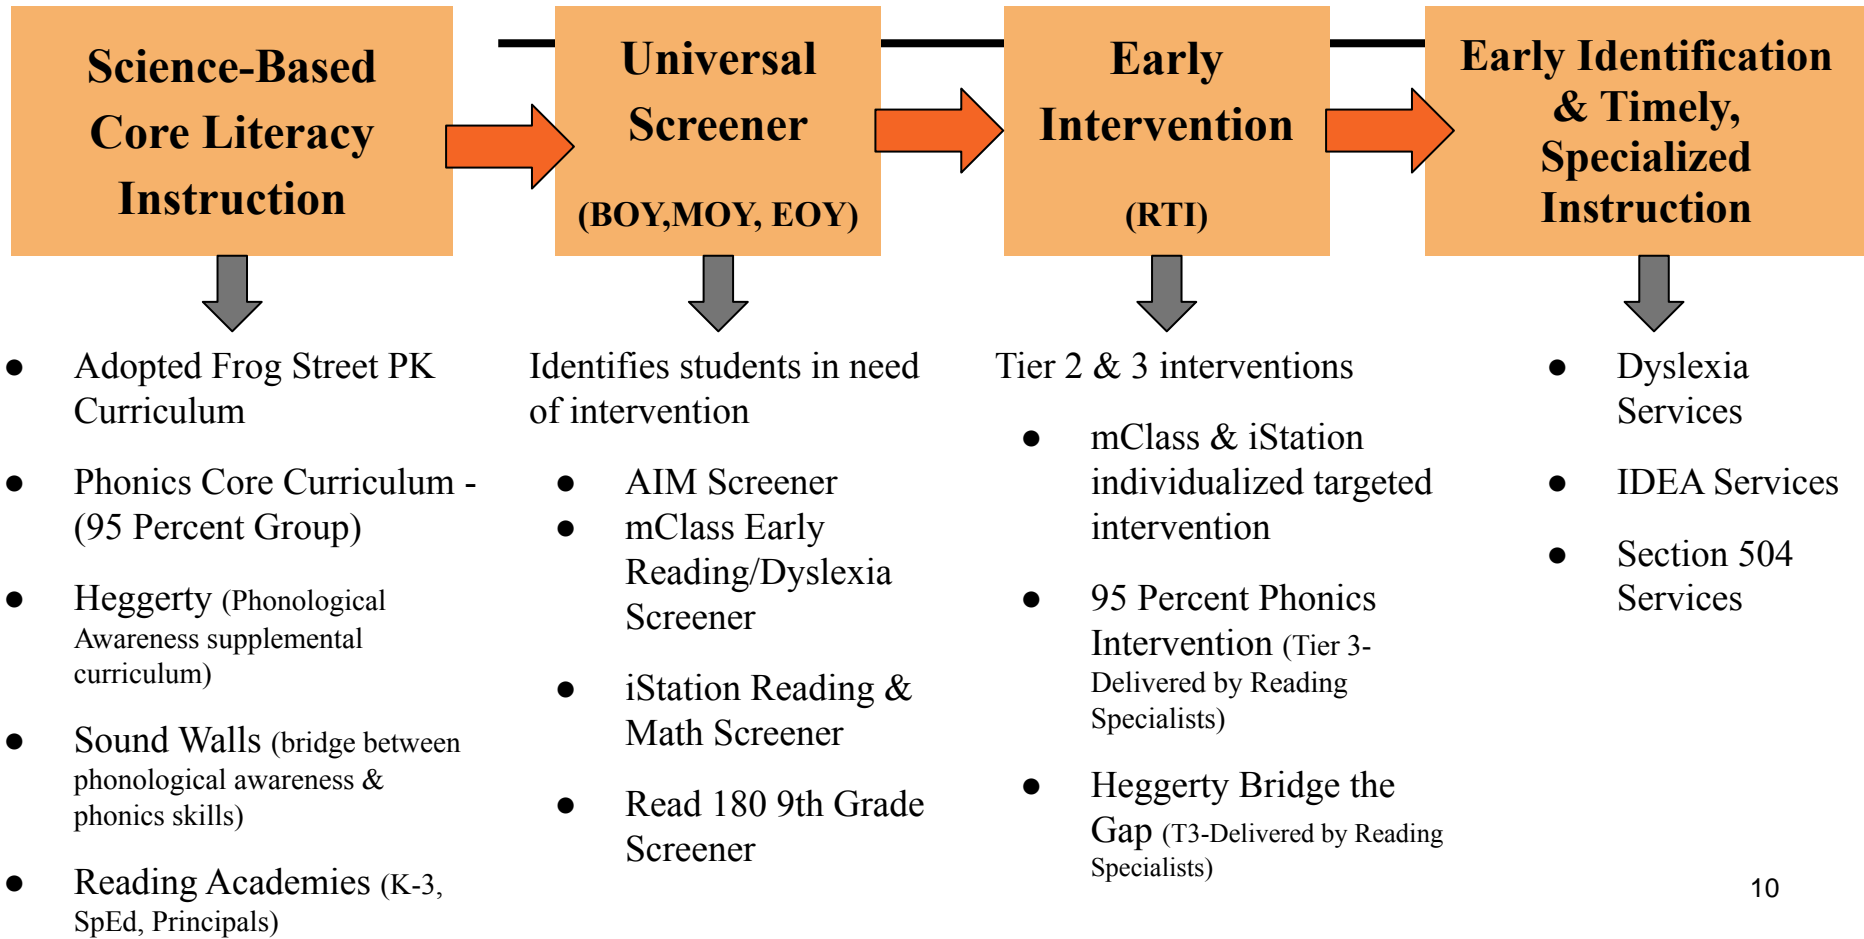 Science-Based
Core Literacy
Instruction
Universal
Screener
(BOY,MOY, EOY)
Early
Intervention
(RTI)
Early Identification
& Timely,
Specialized
Instruction
● Adopted Frog Street PK
Curriculum
● Phonics Core Curriculum -
(95 Percent Group)
● Heggerty (Phonological
Awareness supplemental
curriculum)
● Sound Walls (bridge between
phonological awareness &
phonics skills)
● Reading Academies (K-3,
SpEd, Principals)
Identifies students in need
of intervention
● AIM Screener
● mClass Early
Reading/Dyslexia
Screener
● iStation Reading &
Math Screener
● Read 180 9th Grade
Screener
Tier 2 & 3 interventions
● mClass & iStation
individualized targeted
intervention
● 95 Percent Phonics
Intervention (Tier 3-
Delivered by Reading
Specialists)
● Heggerty Bridge the
Gap (T3-Delivered by Reading
Specialists)
● Dyslexia
Services
● IDEA Services
● Section 504
Services
10